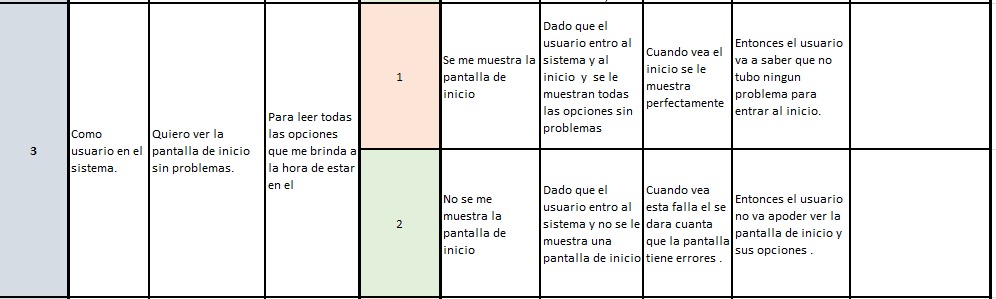 3
Como
usuario en el
sistema.
Quiero ver la
pantalla de inicio
sin problemas.
Para leer todas
las opciones
que me brinda a
la hora de estar
en el
1
Se me muestra la
pantalla de
inicio
Dado que el
usuario entro al
sistema y al
inicio y se le
muestran todas
las opciones sin
problemas
Cuando vea el
inicio se le
muestra
perfectamente
Entonces el usuario
va a saber que no
tubo ningun
problema para
entrar al inicio.
2
No se me
muestra la
pantalla de
inicio
Dado que el
usuario entro al
sistema y no se le
muestra una
pantalla de inicio
Cuando vea
esta falla el se
dara cuanta
que la pantalla
tiene errores .
Entonces el usuario
no va apoder ver la
pantalla de inicio y
sus opciones .